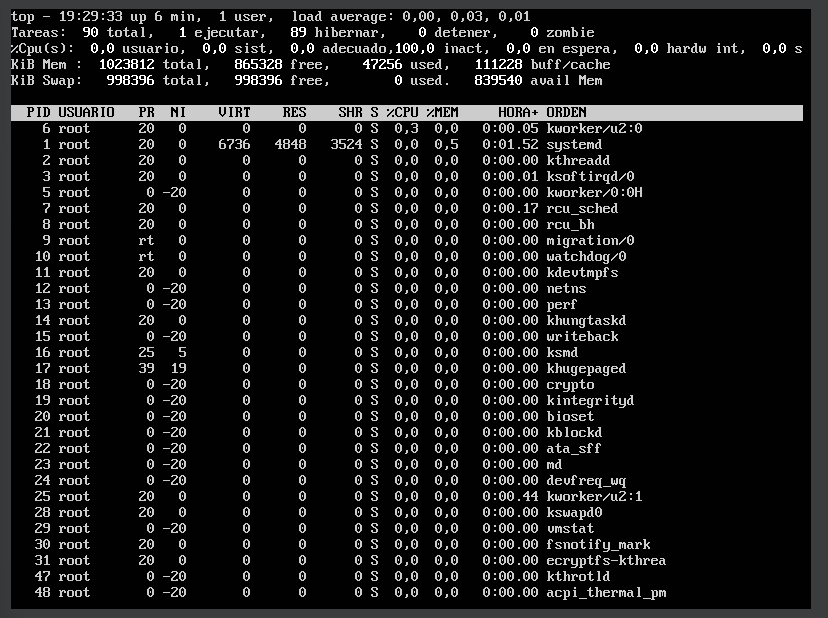 top - 19:29:33 up 6 min,  1 user,  load average: 0,00, 0,03, 0,01
Tareas:  90 total,   1 ejecutar,   89 hibernar,    0 detener,    0 zombie
%Cpu(s):  0,0 usuario,  0,0 sist,  0,0 adecuado,100,0 inact,  0,0 en espera,  0,0 hardw int,  0,0 s
KiB Mem :  1023812 total,   865328 free,    47256 used,   111228 buff/cache
KiB Swap:   998396 total,   998396 free,        0 used.   839540 avail Mem
PID USUARIO   PR  NI    VIRT    RES    SHR S %CPU %MEM     HORA+ ORDEN
6 root      20   0       0      0      0 S  0,3  0,0   0:00.05 kworker/u2:0
1 root      20   0    6736   4848   3524 S  0,0  0,5   0:01.52 systemd
2 root      20   0       0      0      0 S  0,0  0,0   0:00.00 kthreadd
3 root      20   0       0      0      0 S  0,0  0,0   0:00.01 ksoftirqd/0
5 root       0 -20       0      0      0 S  0,0  0,0   0:00.00 kworker/0:0H
7 root      20   0       0      0      0 S  0,0  0,0   0:00.17 rcu_sched
8 root      20   0       0      0      0 S  0,0  0,0   0:00.00 rcu_bh
9 root      rt   0       0      0      0 S  0,0  0,0   0:00.00 migration/0
10 root      rt   0       0      0      0 S  0,0  0,0   0:00.00 watchdog/0
11 root      20   0       0      0      0 S  0,0  0,0   0:00.00 kdevtmpfs
12 root       0 -20       0      0      0 S  0,0  0,0   0:00.00 netns
13 root       0 -20       0      0      0 S  0,0  0,0   0:00.00 perf
14 root      20   0       0      0      0 S  0,0  0,0   0:00.00 khungtaskd
15 root       0 -20       0      0      0 S  0,0  0,0   0:00.00 writeback
16 root      25   5       0      0      0 S  0,0  0,0   0:00.00 ksmd
17 root      39  19       0      0      0 S  0,0  0,0   0:00.00 khugepaged
18 root       0 -20       0      0      0 S  0,0  0,0   0:00.00 crypto
19 root       0 -20       0      0      0 S  0,0  0,0   0:00.00 kintegrityd
20 root       0 -20       0      0      0 S  0,0  0,0   0:00.00 bioset
21 root       0 -20       0      0      0 S  0,0  0,0   0:00.00 kblockd
22 root       0 -20       0      0      0 S  0,0  0,0   0:00.00 ata_sff
23 root       0 -20       0      0      0 S  0,0  0,0   0:00.00 md
24 root       0 -20       0      0      0 S  0,0  0,0   0:00.00 devfreq_wq
25 root      20   0       0      0      0 S  0,0  0,0   0:00.44 kworker/u2:1
28 root      20   0       0      0      0 S  0,0  0,0   0:00.00 kswapd0
29 root       0 -20       0      0      0 S  0,0  0,0   0:00.00 vmstat
30 root      20   0       0      0      0 S  0,0  0,0   0:00.00 fsnotify_mark
31 root      20   0       0      0      0 S  0,0  0,0   0:00.00 ecryptfs-kthrea
47 root       0 -20       0      0      0 S  0,0  0,0   0:00.00 kthrotld
48 root       0 -20       0      0      0 S  0,0  0,0   0:00.00 acpi_thermal_pm